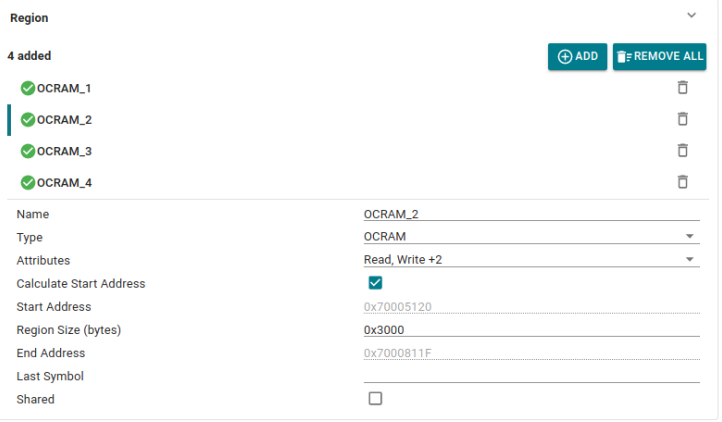 Region
4 added ADD REMOVE ALL
OCRAM_1
OCRAM_2
OCRAM_3
OCRAM_4
Name OCRAM_2
Type OCRAM
Attributes Read, Write +2
Calculate Start Address
Start Address 0x70005120
Region Size (bytes) 0x3000
End Address 0x7000811F
Last Symbol
Shared